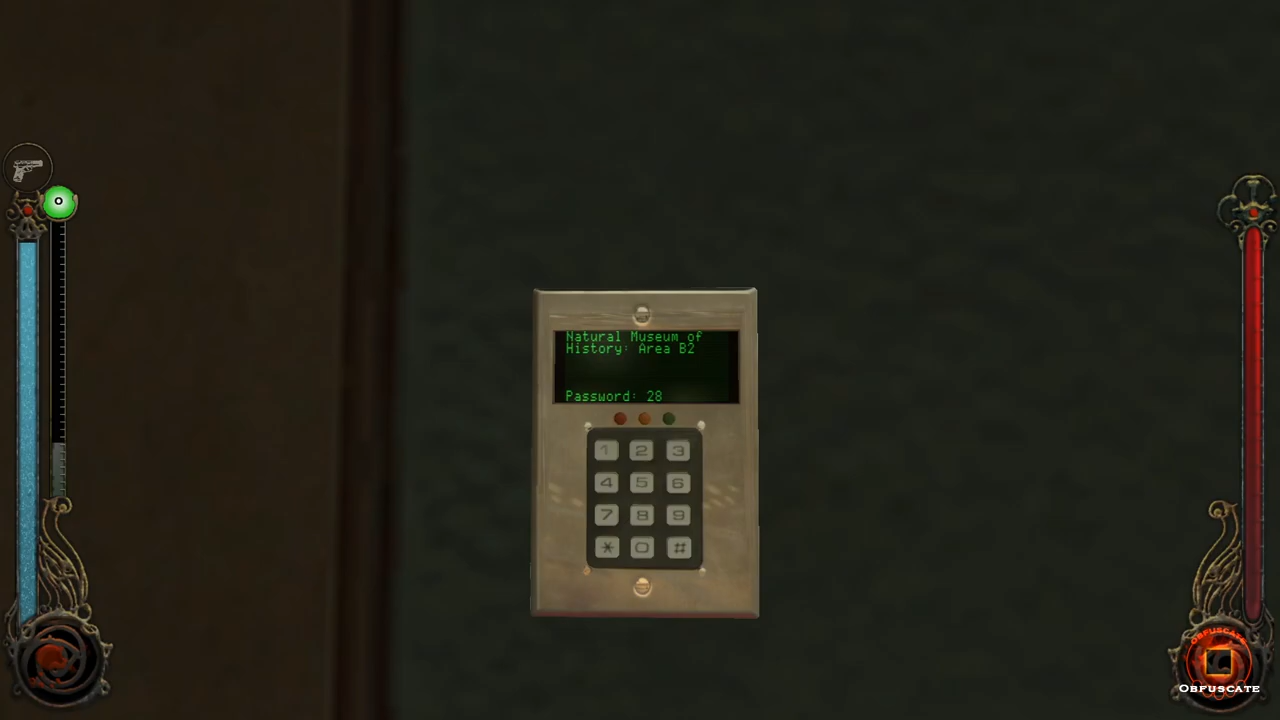 Natural Museum of
History: Area B2
Password: 28
1 2 3
4 5 6
7 8 9
* 0 #
OBFUSCATE
OBFUSCATE